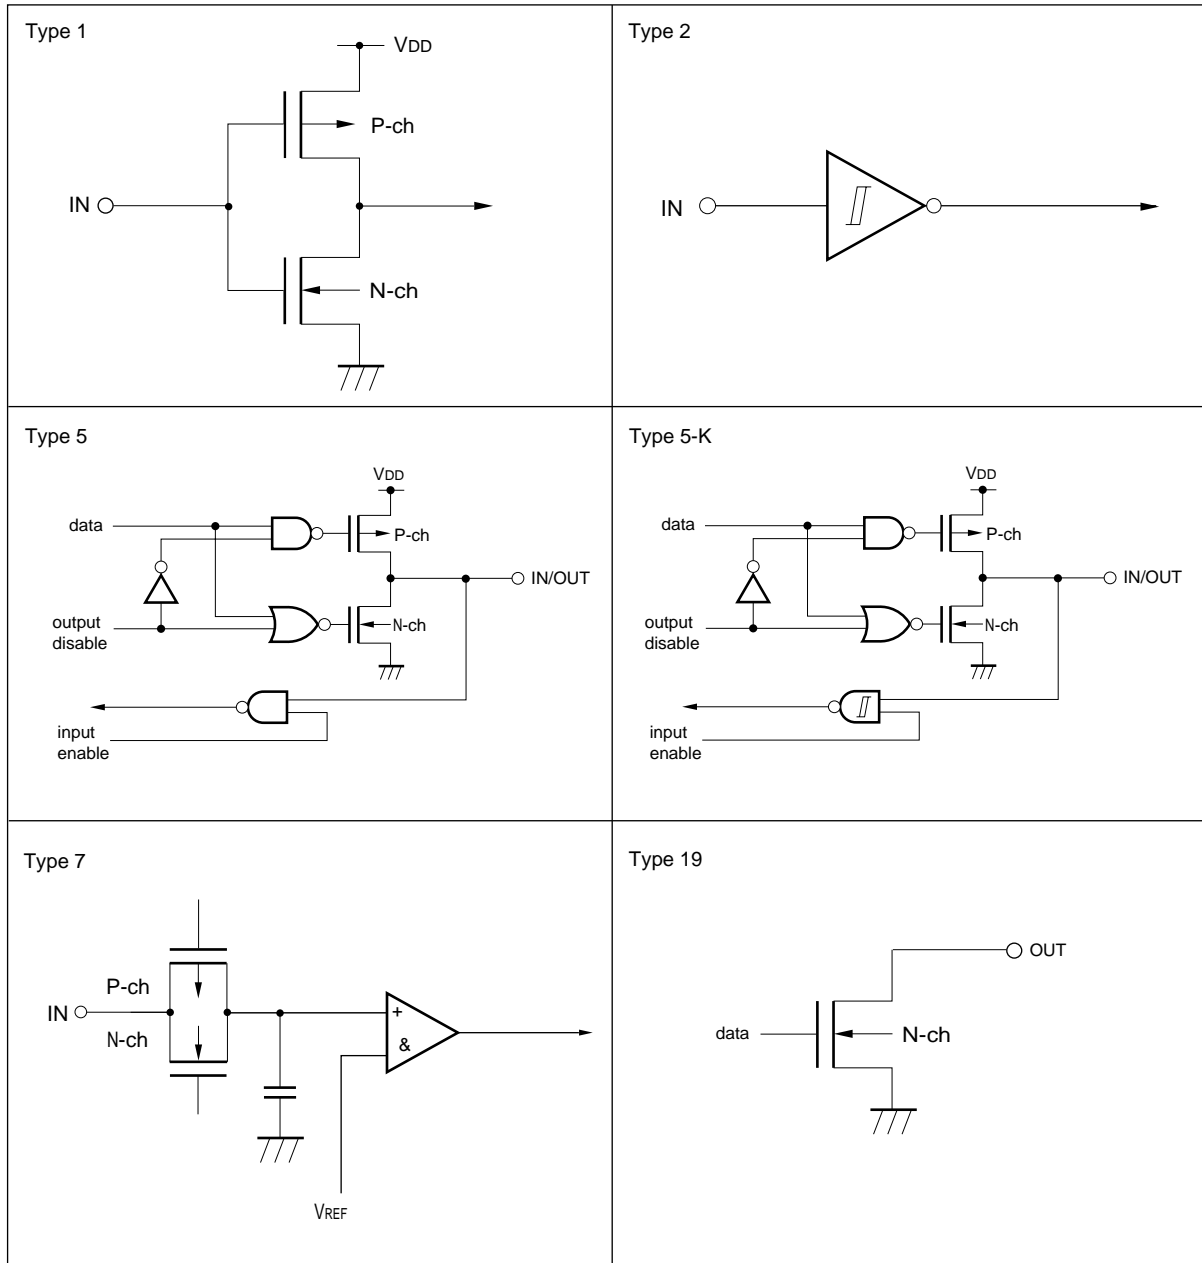 Type 1
VDD
P-ch
IN
N-ch
Type 2
IN
Type 5
VDD
data
P-ch
IN/OUT
output
disable
N-ch
input
enable
Type 5-K
VDD
data
P-ch
IN/OUT
output
disable
N-ch
input
enable
Type 7
P-ch
IN
N-ch
+
&
VREF
Type 19
OUT
data
N-ch